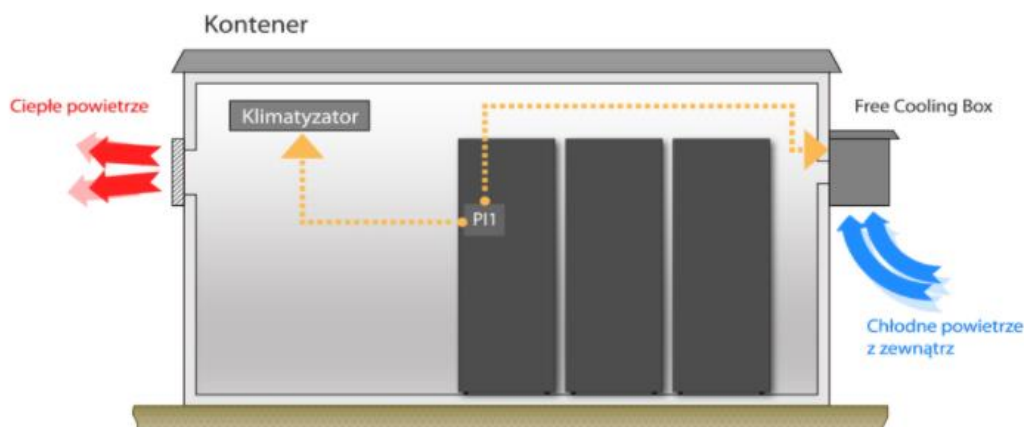 Kontener
Ciepłe powietrze
Klimatyzator
Free Cooling Box
PI1
Chłodne powietrze
z zewnątrz